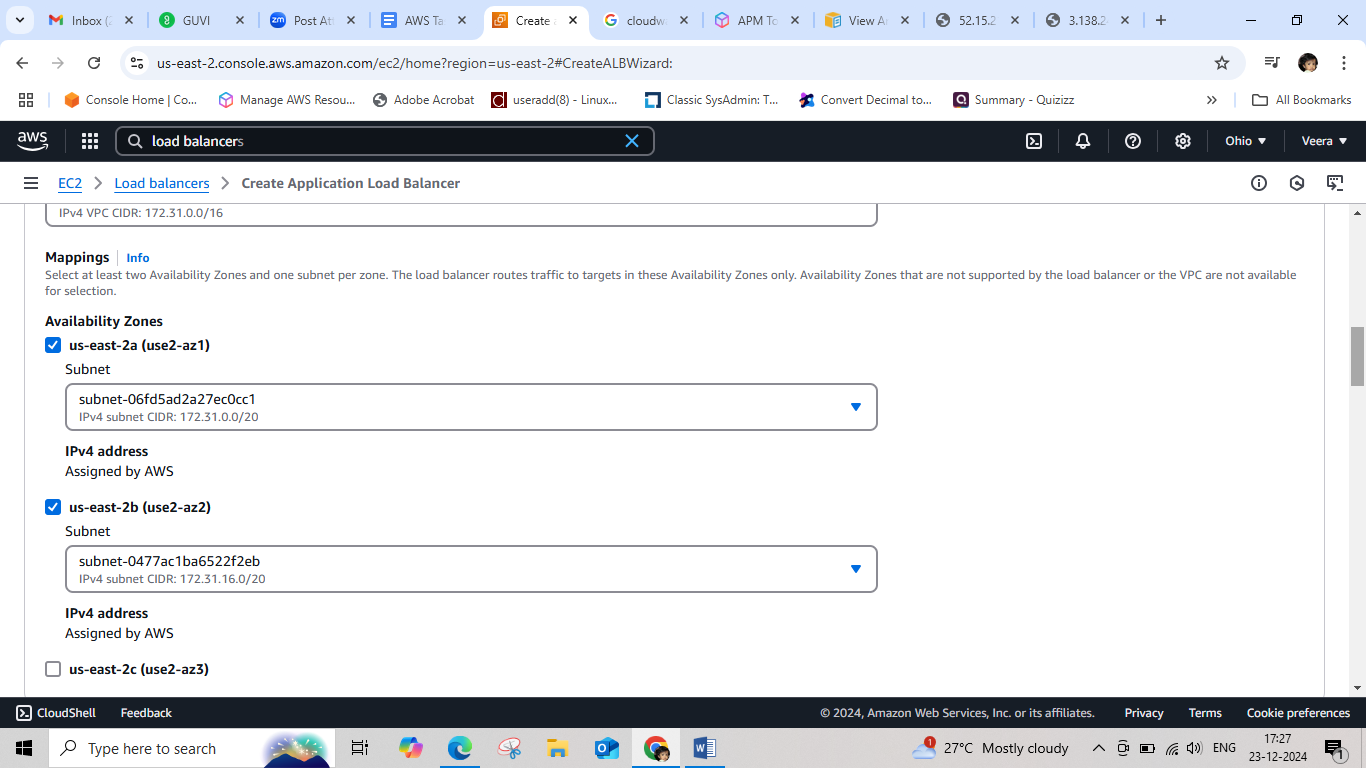 Inbox (
GUVI
Post At
AWS Ta
Create
cloudw
APM To
View A
52.15.2
3.138.2
us-east-2.console.aws.amazon.com/ec2/home?region=us-east-2#CreateALBWizard:
Console Home | Co...
Manage AWS Resou...
Adobe Acrobat
useradd(8) - Linux...
Classic SysAdmin: T...
Convert Decimal to...
Summary - Quizizz
All Bookmarks
aws
load balancers
Ohio
Veera
EC2
Load balancers
Create Application Load Balancer
IPv4 VPC CIDR: 172.31.0.0/16
Mappings
Info
Select at least two Availability Zones and one subnet per zone. The load balancer routes traffic to targets in these Availability Zones only. Availability Zones that are not supported by the load balancer or the VPC are not available
for selection.
Availability Zones
us-east-2a (use2-az1)
Subnet
subnet-06fd5ad2a27ec0cc1
IPv4 subnet CIDR: 172.31.0.0/20
IPv4 address
Assigned by AWS
us-east-2b (use2-az2)
Subnet
subnet-0477ac1ba6522f2eb
IPv4 subnet CIDR: 172.31.16.0/20
IPv4 address
Assigned by AWS
us-east-2c (use2-az3)
CloudShell
Feedback
© 2024, Amazon Web Services, Inc. or its affiliates.
Privacy
Terms
Cookie preferences
Type here to search
27°C Mostly cloudy
ENG
17:27
23-12-2024